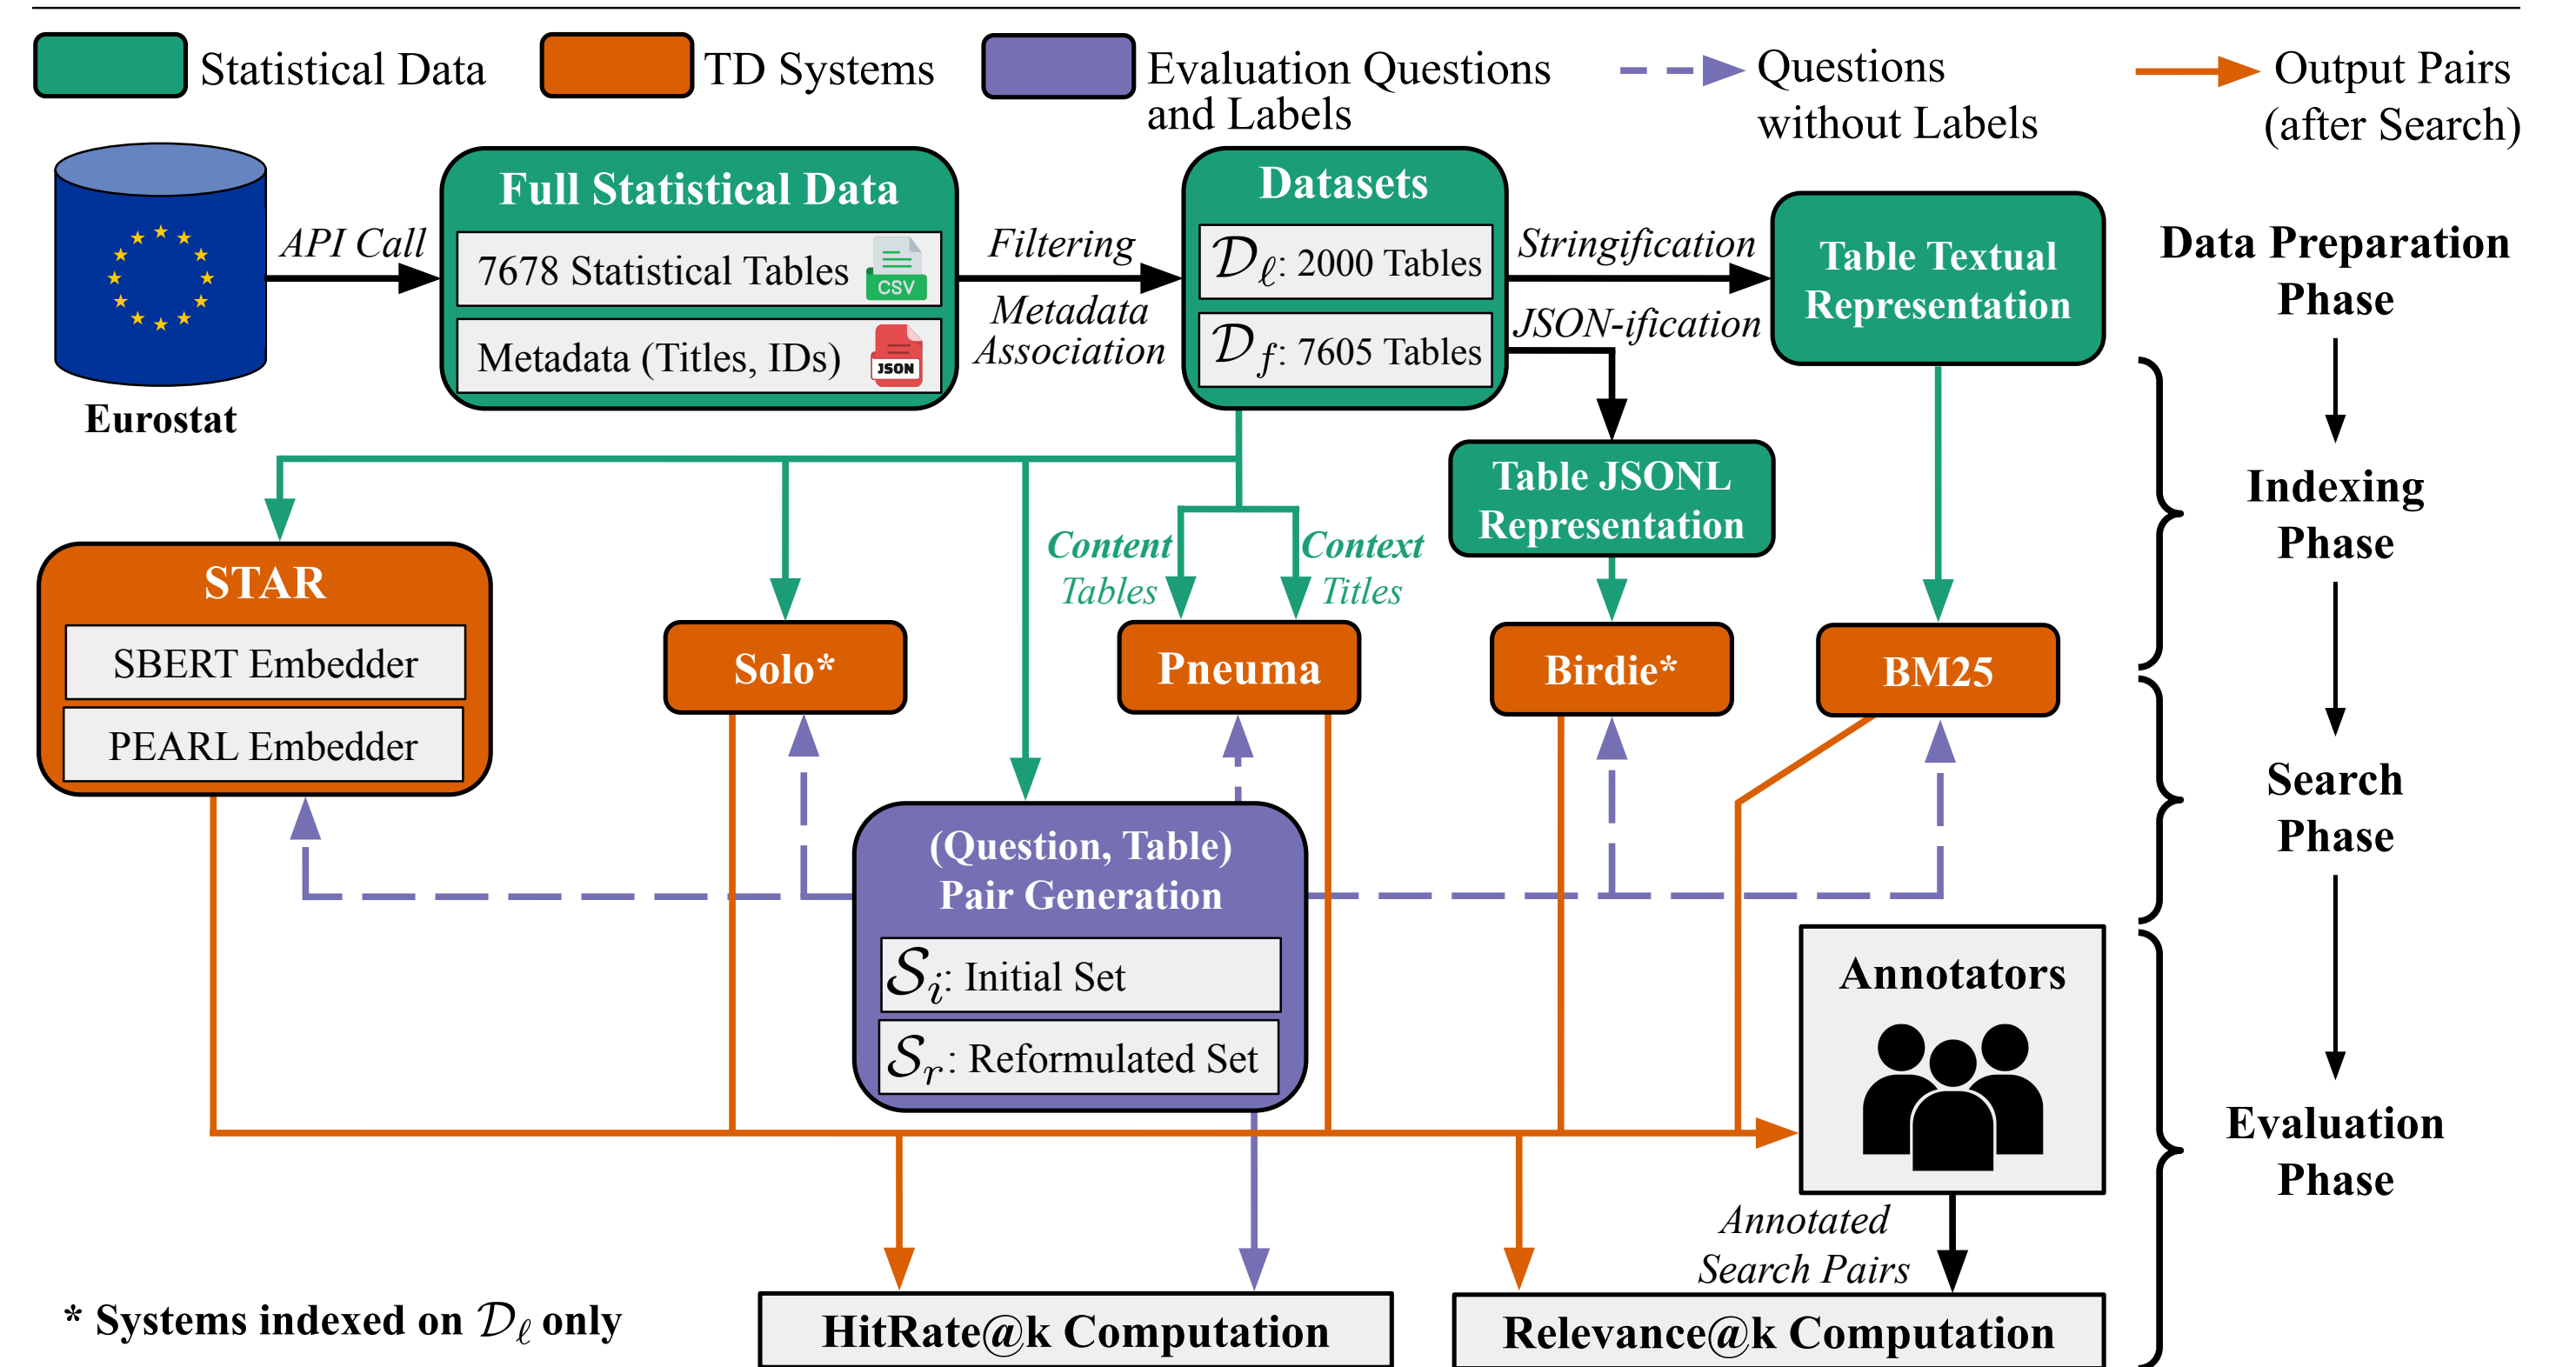 Statistical Data
TD Systems
Evaluation Questions
and Labels
Questions
without Labels
Output Pairs
(after Search)
Eurostat
API Call
Full Statistical Data
7678 Statistical Tables
CSV
Metadata (Titles, IDs)
JSON
Filtering
Metadata
Association
Datasets
𝒟ℓ: 2000 Tables
𝒟f: 7605 Tables
Stringification
JSON-ification
Table Textual
Representation
Data Preparation
Phase
Table JSONL
Representation
Indexing
Phase
Content
Tables
Context
Titles
STAR
SBERT Embedder
PEARL Embedder
Solo*
Pneuma
Birdie*
BM25
Search
Phase
(Question, Table)
Pair Generation
𝒮i: Initial Set
𝒮r: Reformulated Set
Annotators
Evaluation
Phase
Annotated
Search Pairs
* Systems indexed on 𝒟ℓ only
HitRate@k Computation
Relevance@k Computation